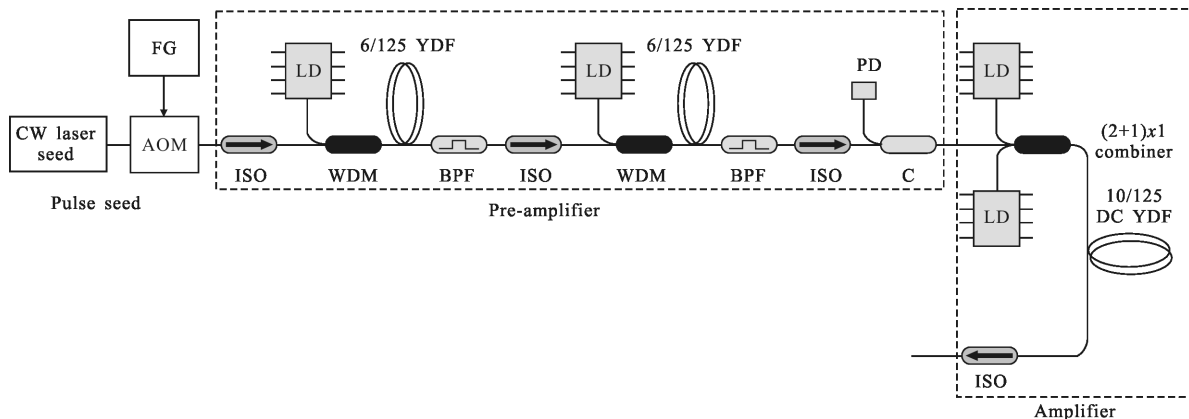 FG
CW laser
seed
AOM
Pulse seed
LD
6/125 YDF
ISO
WDM
BPF
ISO
LD
6/125 YDF
WDM
BPF
ISO
PD
C
Pre-amplifier
LD
(2+1)x1
combiner
LD
10/125
DC YDF
ISO
Amplifier